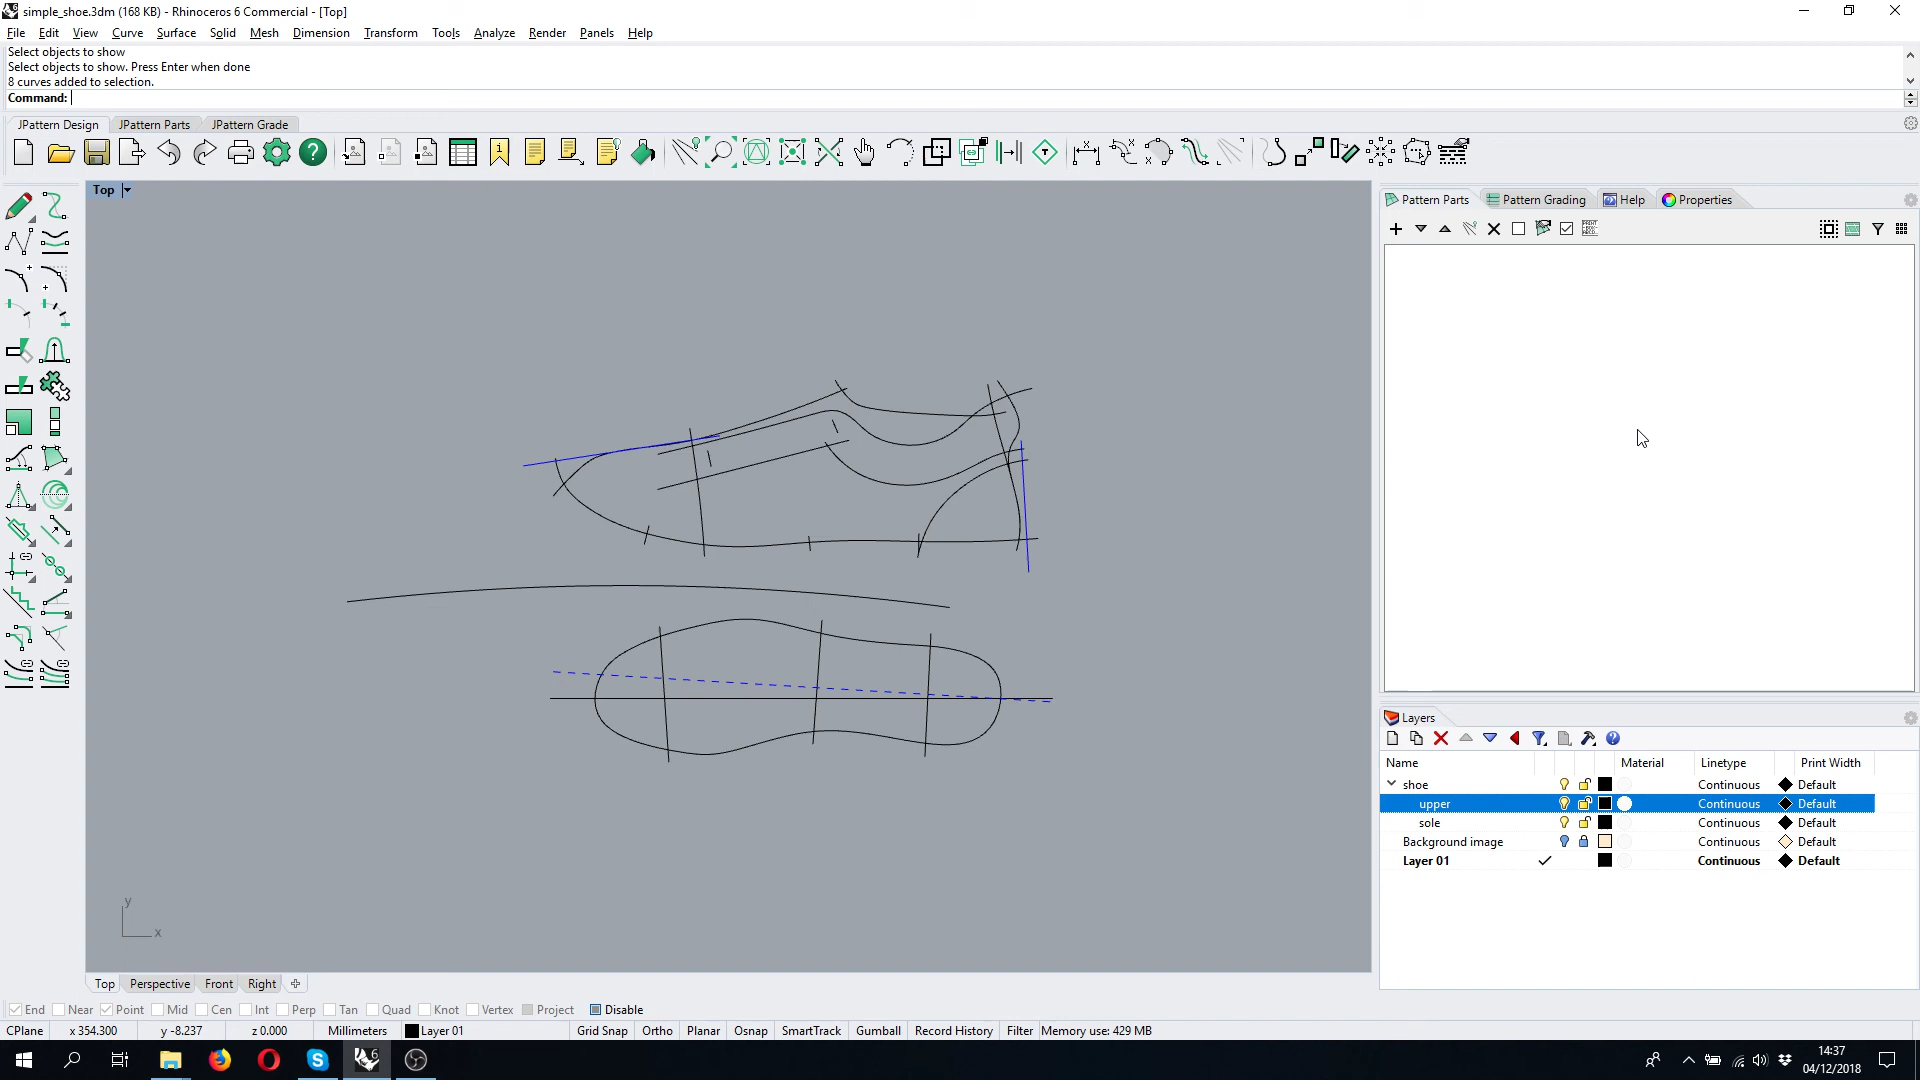 simple_shoe.3dm (168 KB) - Rhinoceros 6 Commercial - [Top]
File Edit View Curve Surface Solid Mesh Dimension Transform Tools Analyze Render Panels Help
Select objects to show
Select objects to show. Press Enter when done
8 curves added to selection.
Command:
JPattern Design JPattern Parts JPattern Grade
Top
Pattern Parts Pattern Grading Help Properties
Layers
Name Material Linetype Print Width
shoe Continuous Default
upper Continuous Default
sole Continuous Default
Background image Continuous Default
Layer 01 Continuous Default
y
x
Top Perspective Front Right
End Near Point Mid Cen Int Perp Tan Quad Knot Vertex Project Disable
CPlane x 354.300 y -8.237 z 0.000 Millimeters Layer 01 Grid Snap Ortho Planar Osnap SmartTrack Gumball Record History Filter Memory use: 429 MB
14:37
04/12/2018